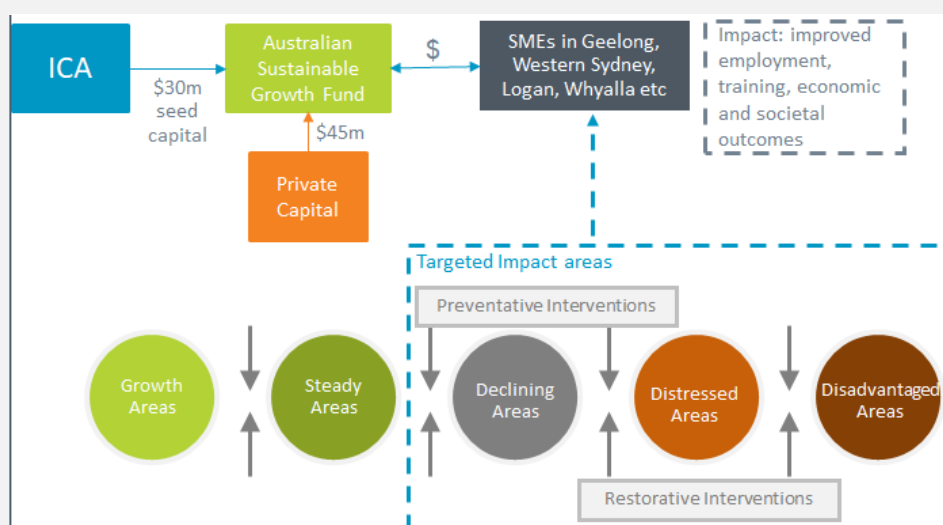 ICA
$30m
seed
capital
Australian
Sustainable
Growth Fund
$45m
Private
Capital
$
SMEs in Geelong,
Western Sydney,
Logan, Whyalla etc
Impact: improved
employment,
training, economic
and societal
outcomes
Targeted Impact areas
Preventative Interventions
Growth
Areas
Steady
Areas
Declining
Areas
Distressed
Areas
Disadvantaged
Areas
Restorative Interventions